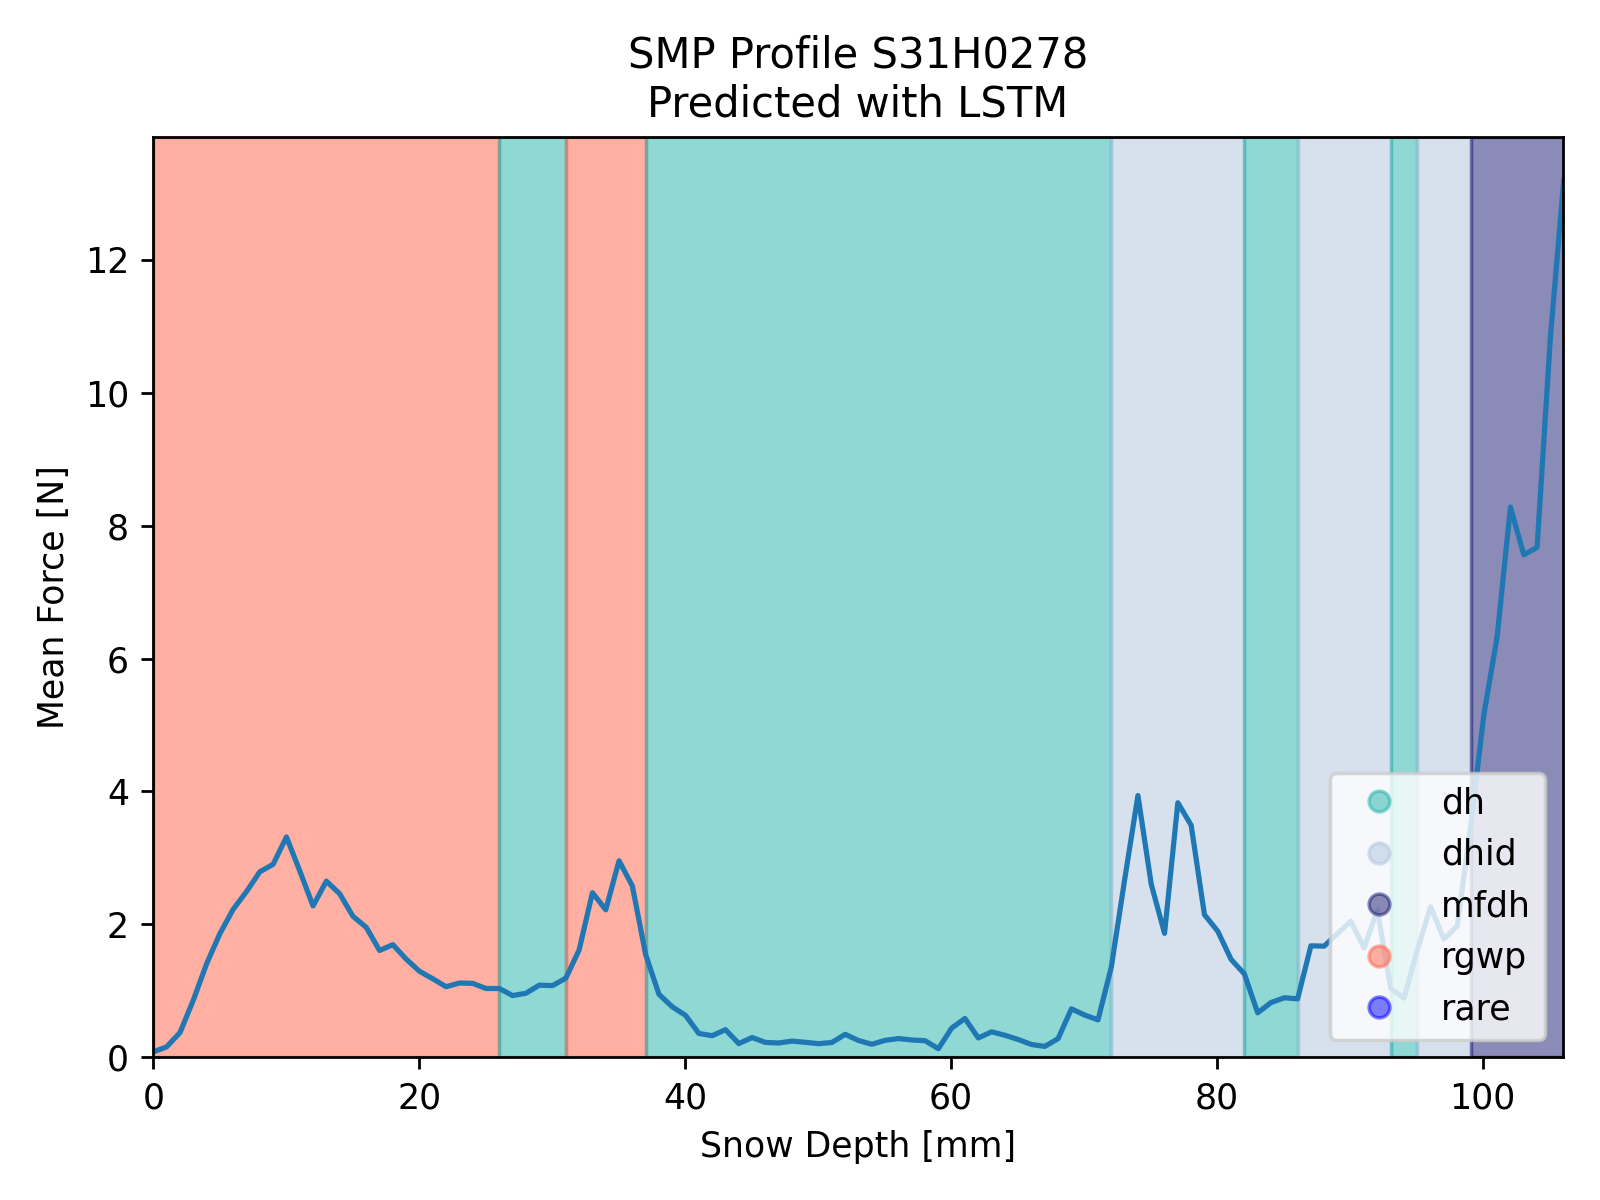 SMP Profile S31H0278
Predicted with LSTM
Mean Force [N]
12
10
8
6
4
2
0
0 20 40 60 80 100
Snow Depth [mm]
dh
dhid
mfdh
rgwp
rare